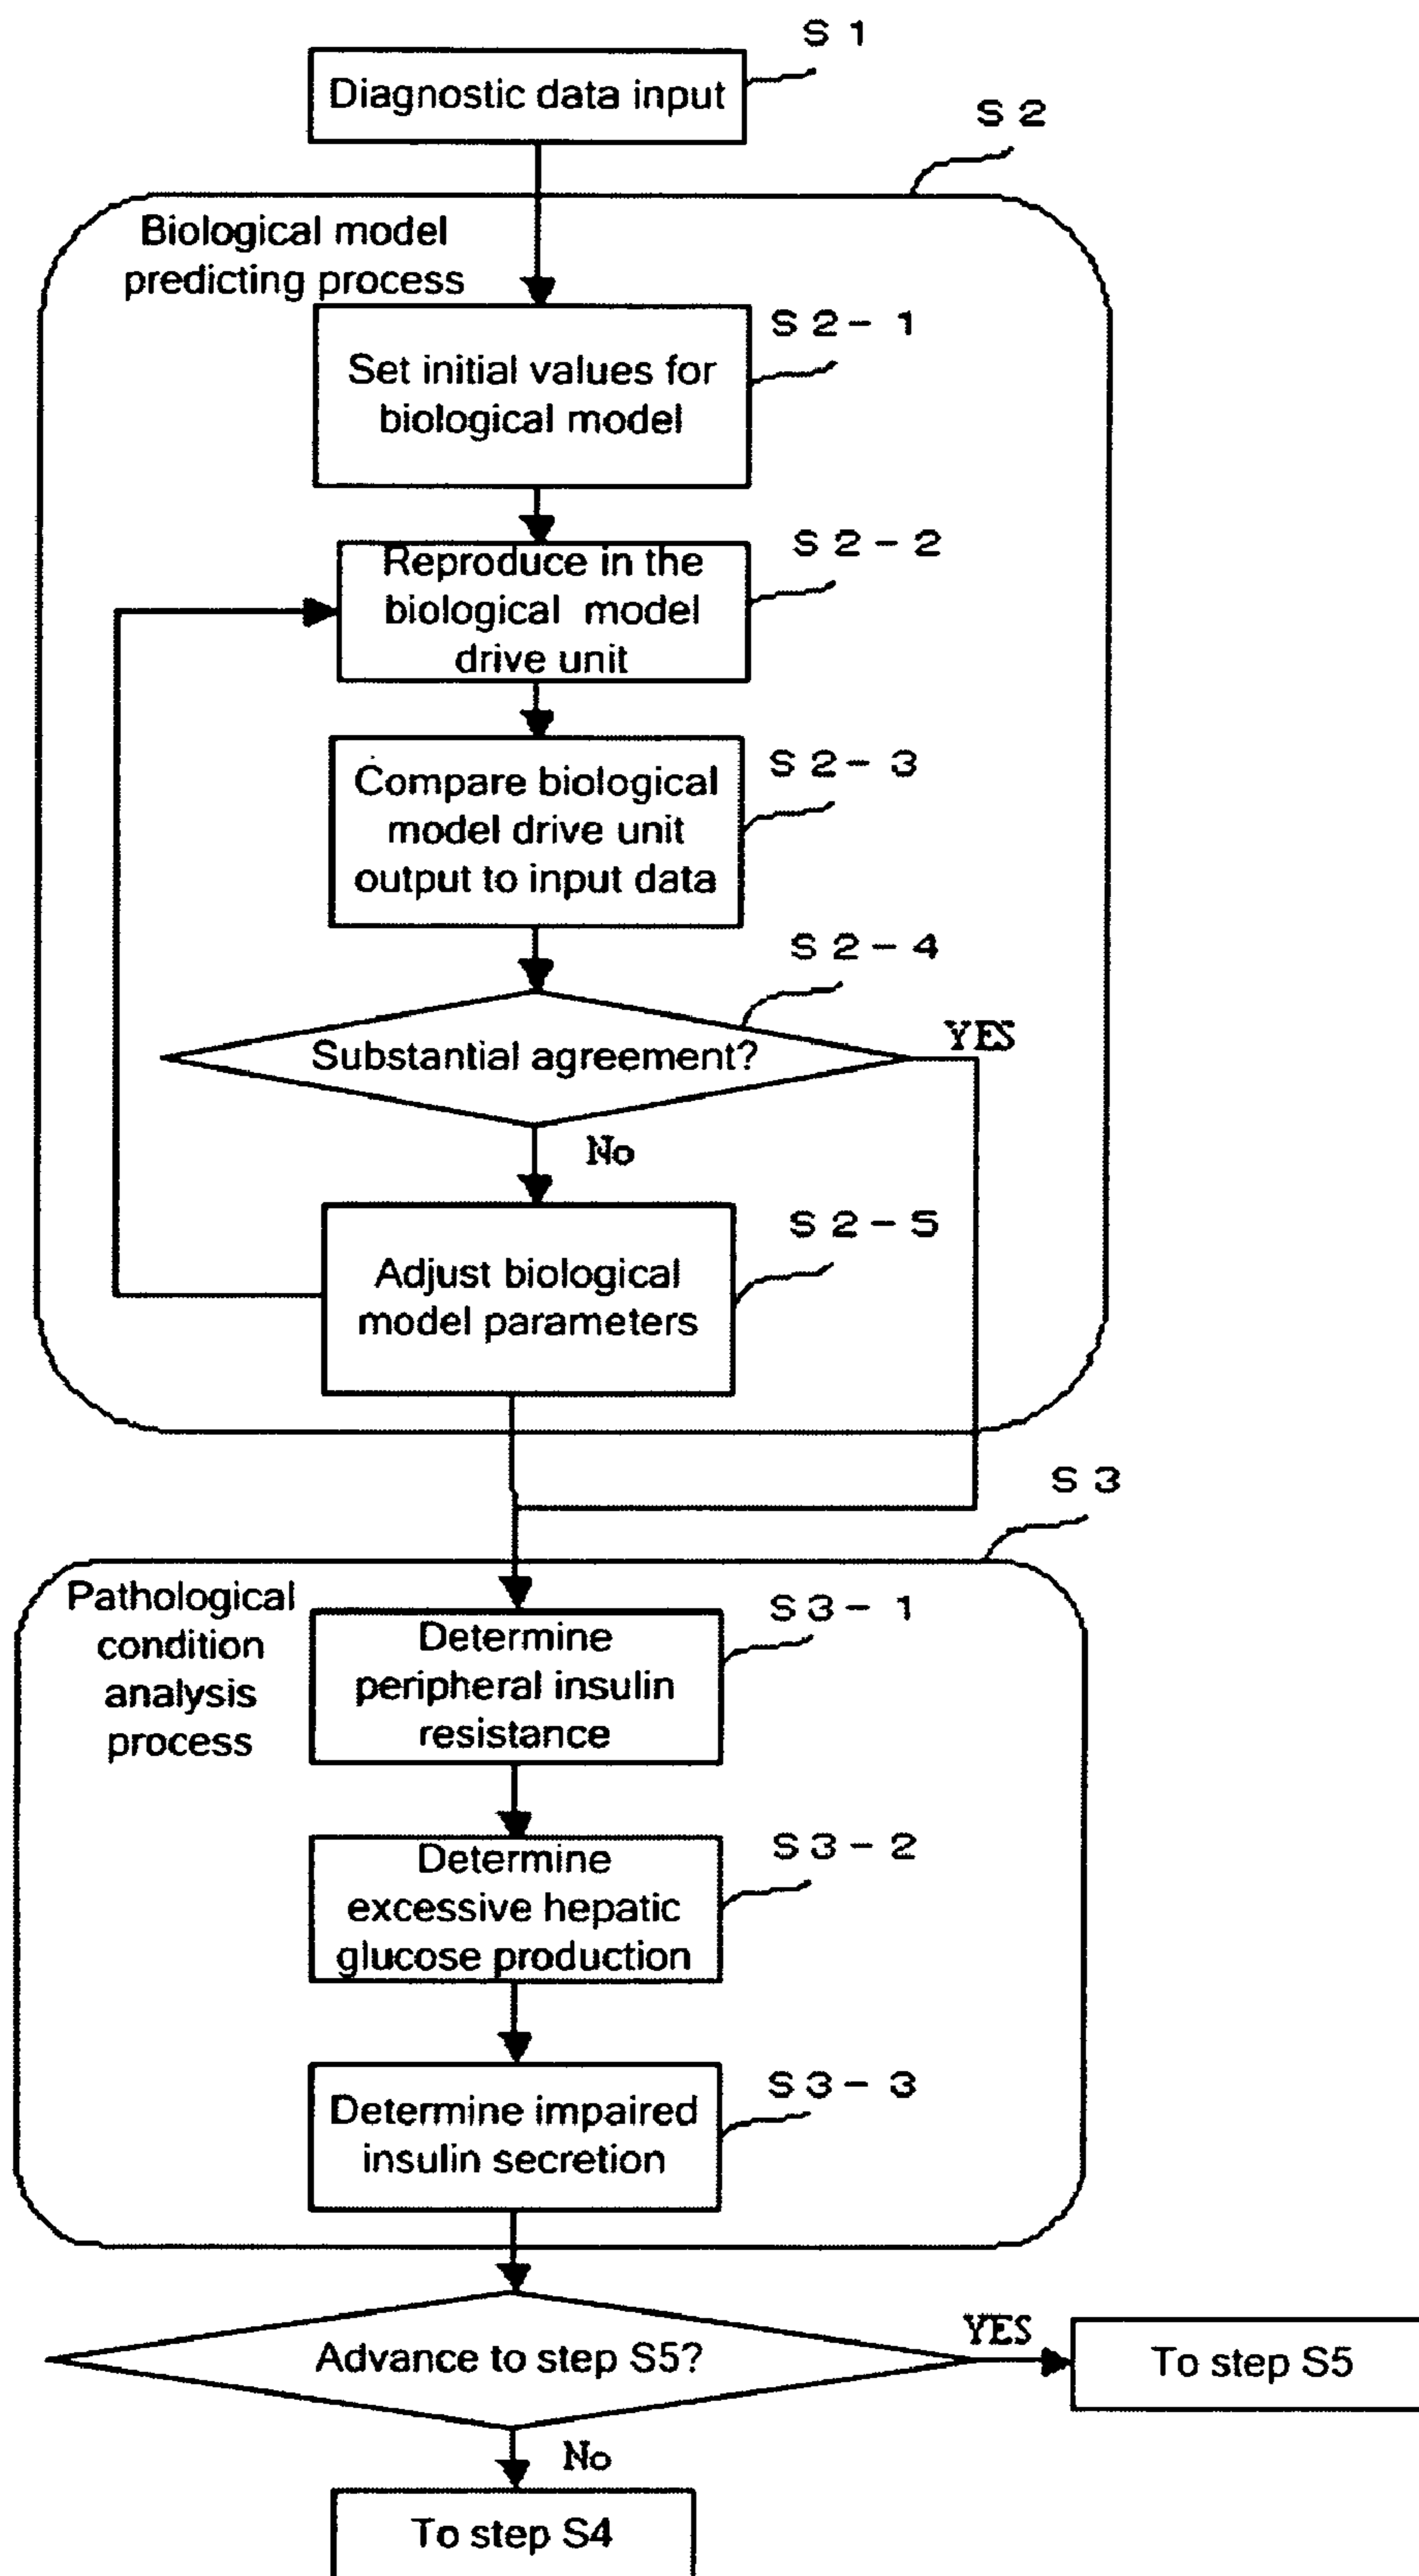 S 1
Diagnostic data input
S 2
Biological model
predicting process
S 2 - 1
Set initial values for
biological model
S 2 - 2
Reproduce in the
biological model
drive unit
S 2 - 3
Compare biological
model drive unit
output to input data
S 2 - 4
Substantial agreement?
YES
No
S 2 - 5
Adjust biological
model parameters
S 3
Pathological
condition
analysis
process
S 3 - 1
Determine
peripheral insulin
resistance
S 3 - 2
Determine
excessive hepatic
glucose production
S 3 - 3
Determine impaired
insulin secretion
Advance to step S5?
YES
To step S5
No
To step S4